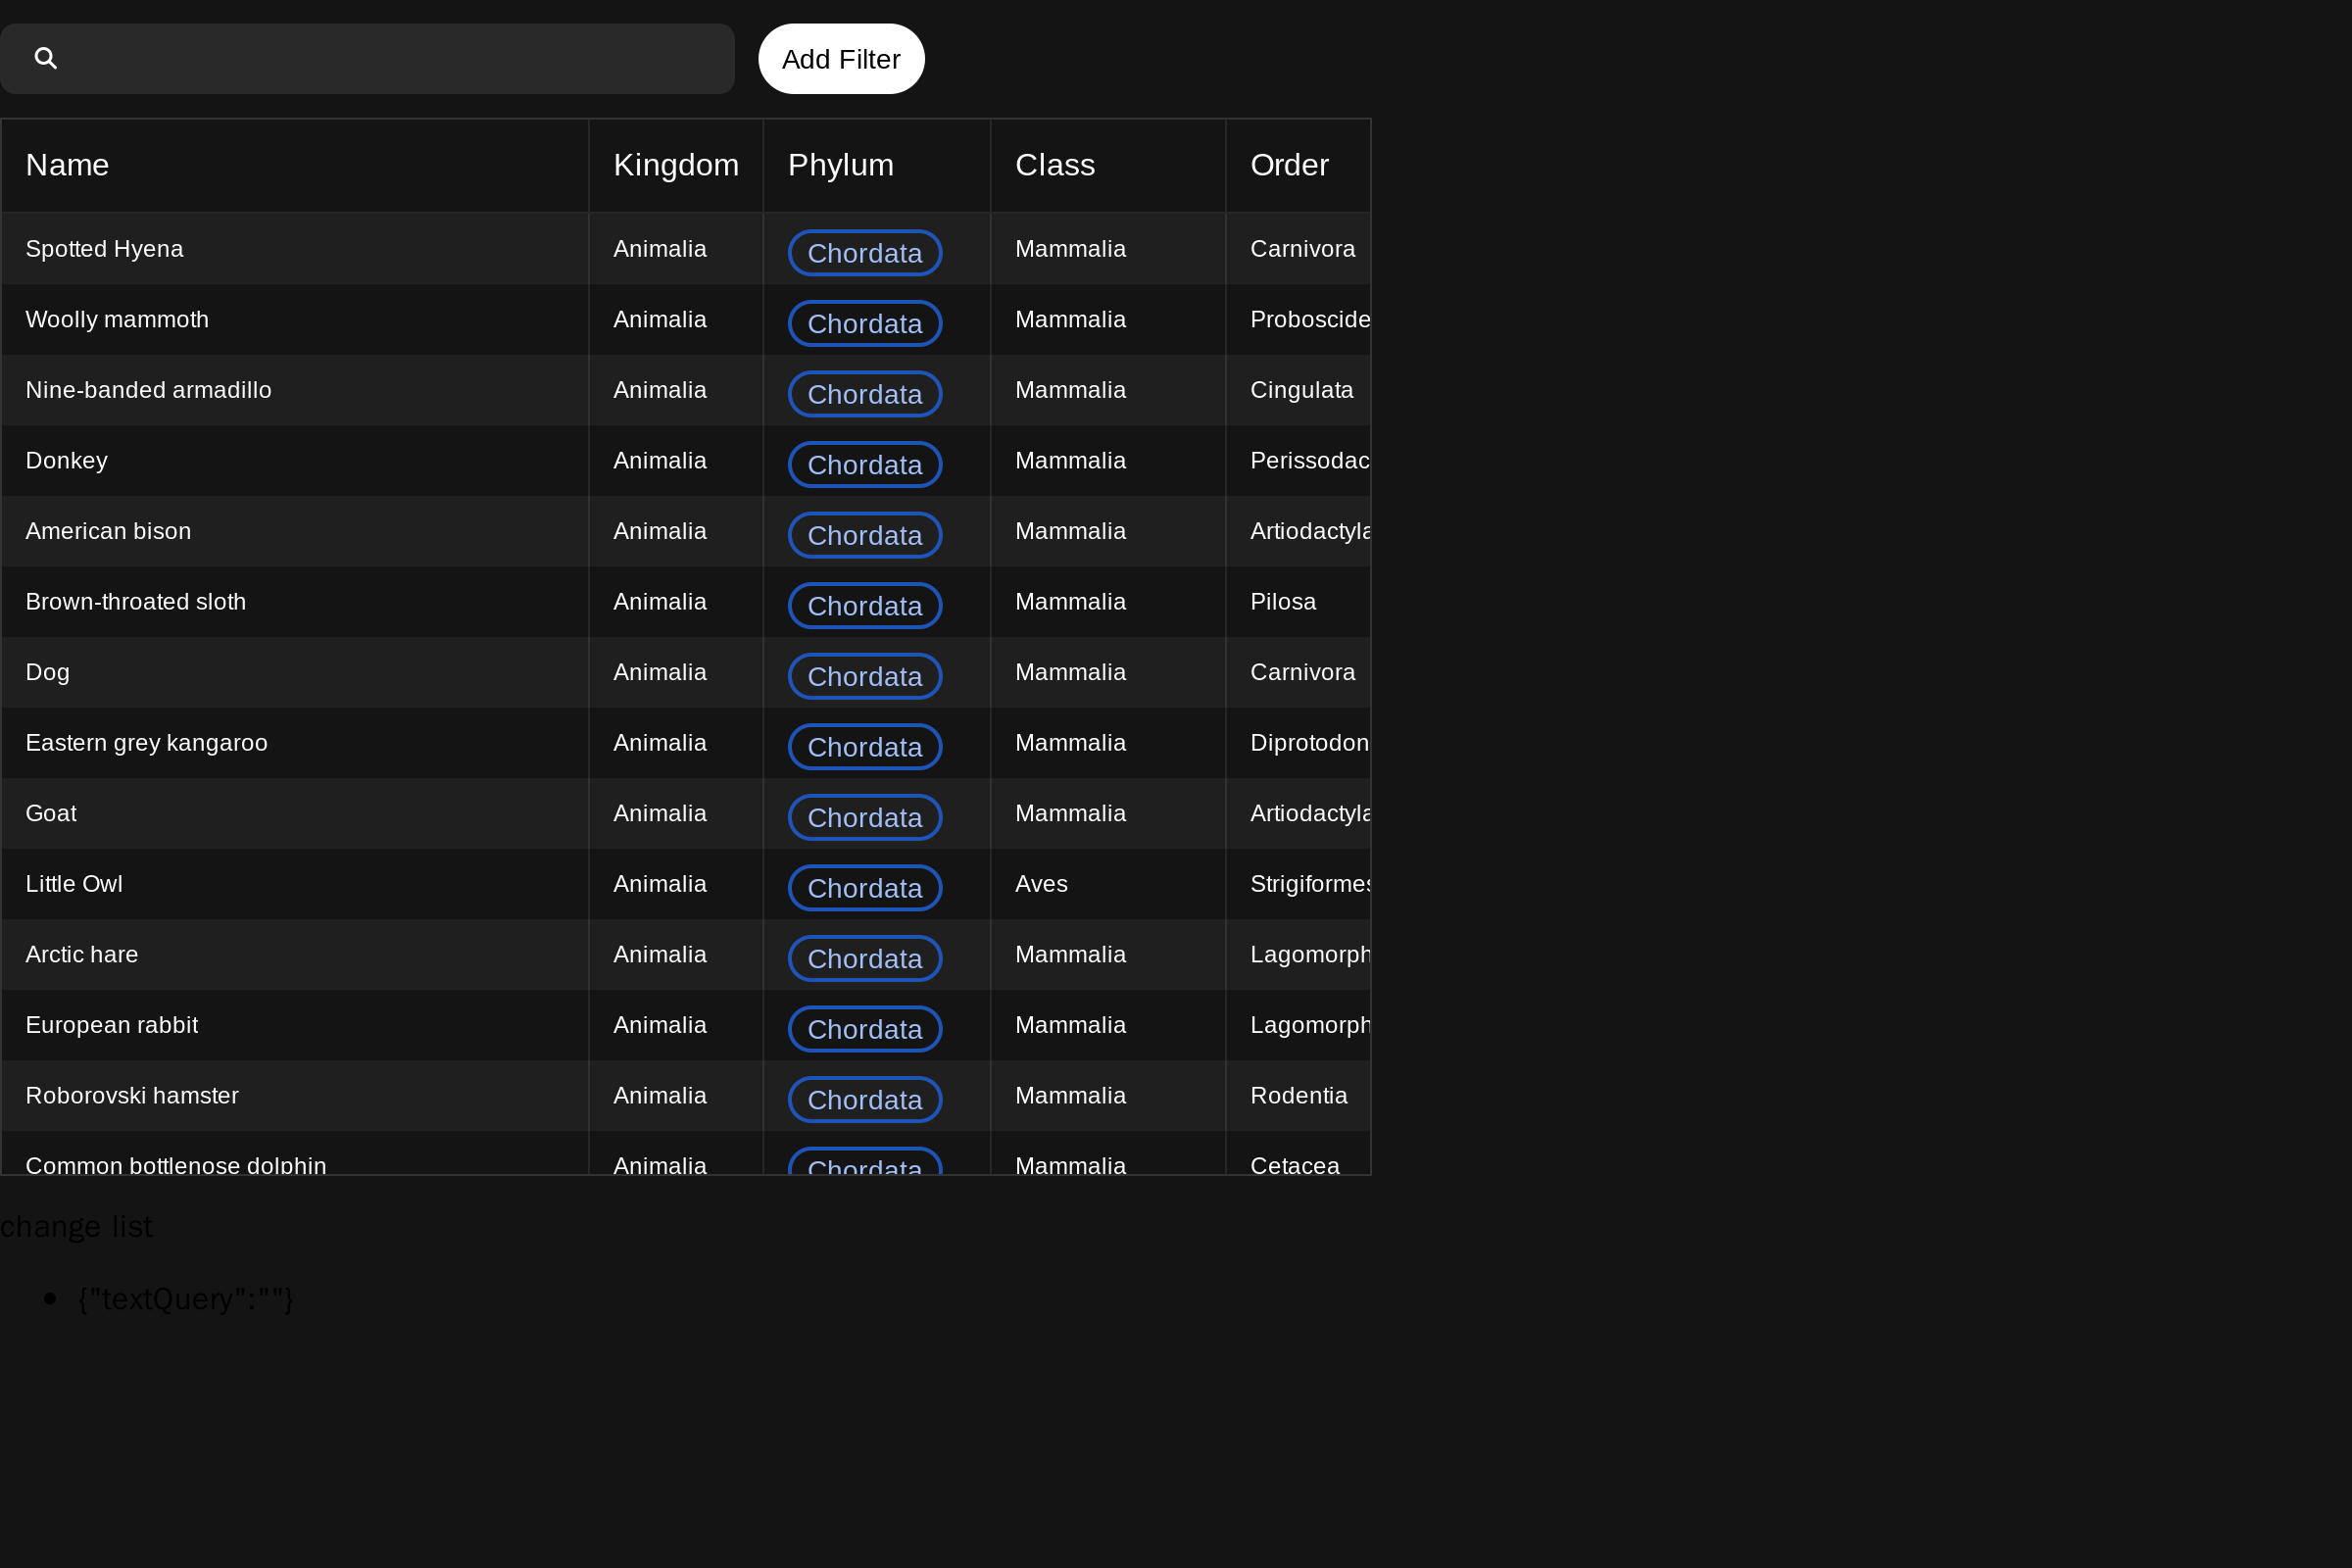 Add Filter
Name Kingdom Phylum Class Order
Spotted Hyena Animalia Chordata Mammalia Carnivora
Woolly mammoth Animalia Chordata Mammalia Proboscide
Nine-banded armadillo Animalia Chordata Mammalia Cingulata
Donkey Animalia Chordata Mammalia Perissodac
American bison Animalia Chordata Mammalia Artiodactyla
Brown-throated sloth Animalia Chordata Mammalia Pilosa
Dog Animalia Chordata Mammalia Carnivora
Eastern grey kangaroo Animalia Chordata Mammalia Diprotodon
Goat Animalia Chordata Mammalia Artiodactyla
Little Owl Animalia Chordata Aves Strigiformes
Arctic hare Animalia Chordata Mammalia Lagomorph
European rabbit Animalia Chordata Mammalia Lagomorph
Roborovski hamster Animalia Chordata Mammalia Rodentia
Common bottlenose dolphin Animalia Chordata Mammalia Cetacea
change list
• {"textQuery":""}